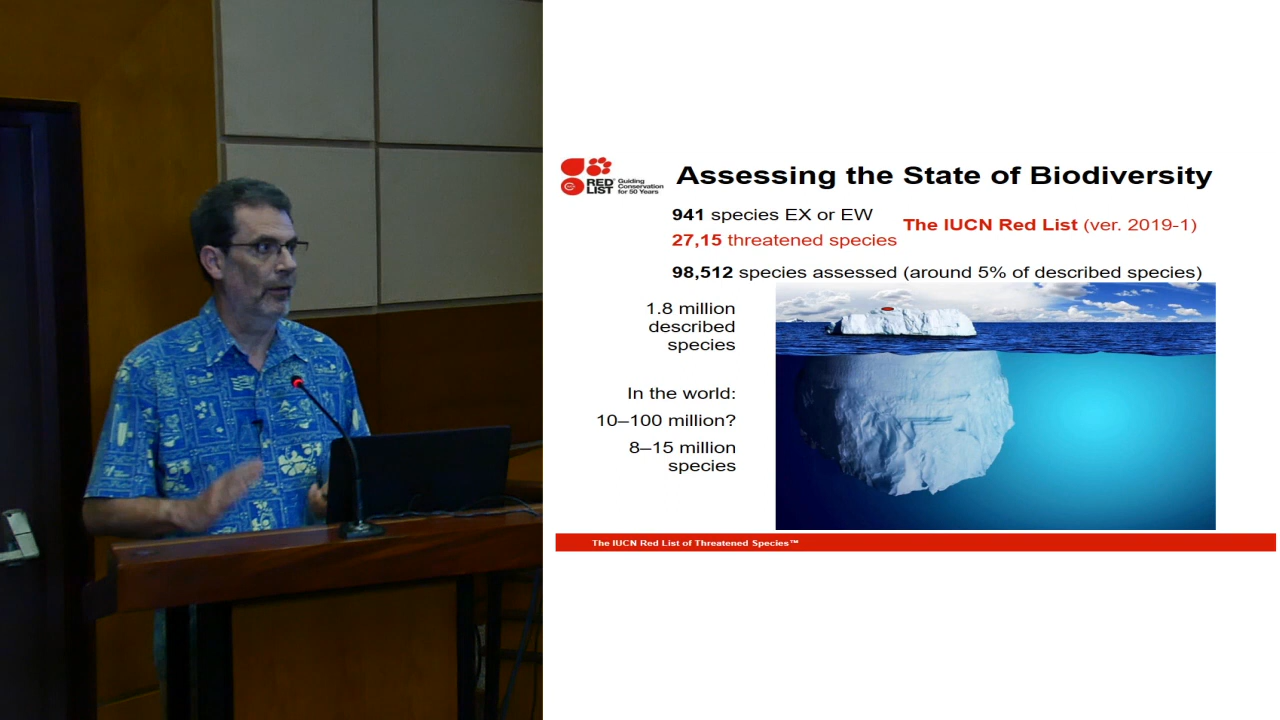 RED
LIST
Guiding
Conservation
for 50 Years
Assessing the State of Biodiversity
941 species EX or EW
27,15 threatened species
The IUCN Red List (ver. 2019-1)
98,512 species assessed (around 5% of described species)
1.8 million
described
species
In the world:
10–100 million?
8–15 million
species
The IUCN Red List of Threatened Species™